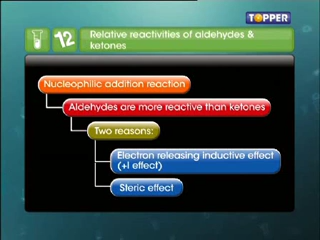 TOPPER
12
Relative reactivities of aldehydes &
ketones
Nucleophilic addition reaction
Aldehydes are more reactive than ketones
Two reasons:
Electron releasing inductive effect
(+I effect)
Steric effect